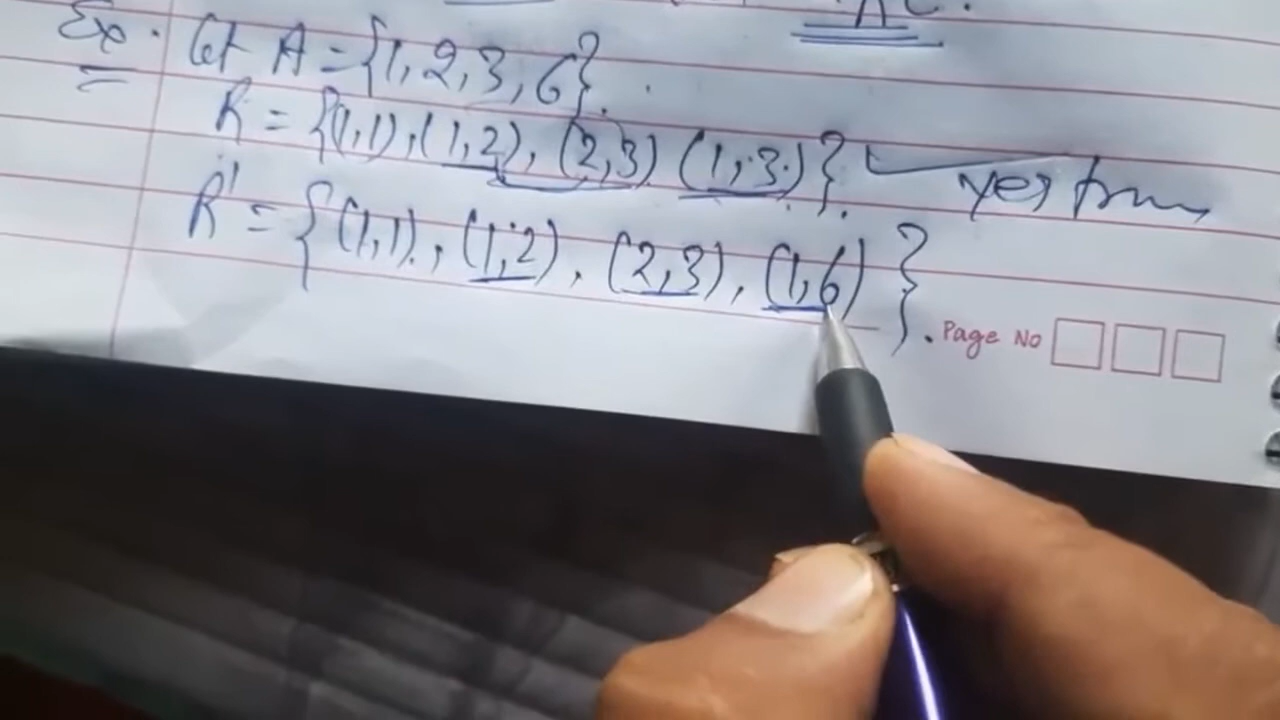 AC.
Ex. Let A = {1, 2, 3, 6}.
R = {(1,1), (1,2), (2,3) (1,3)}. yes
R' = {(1,1), (1,2), (2,3), (1,6)}.
Page No